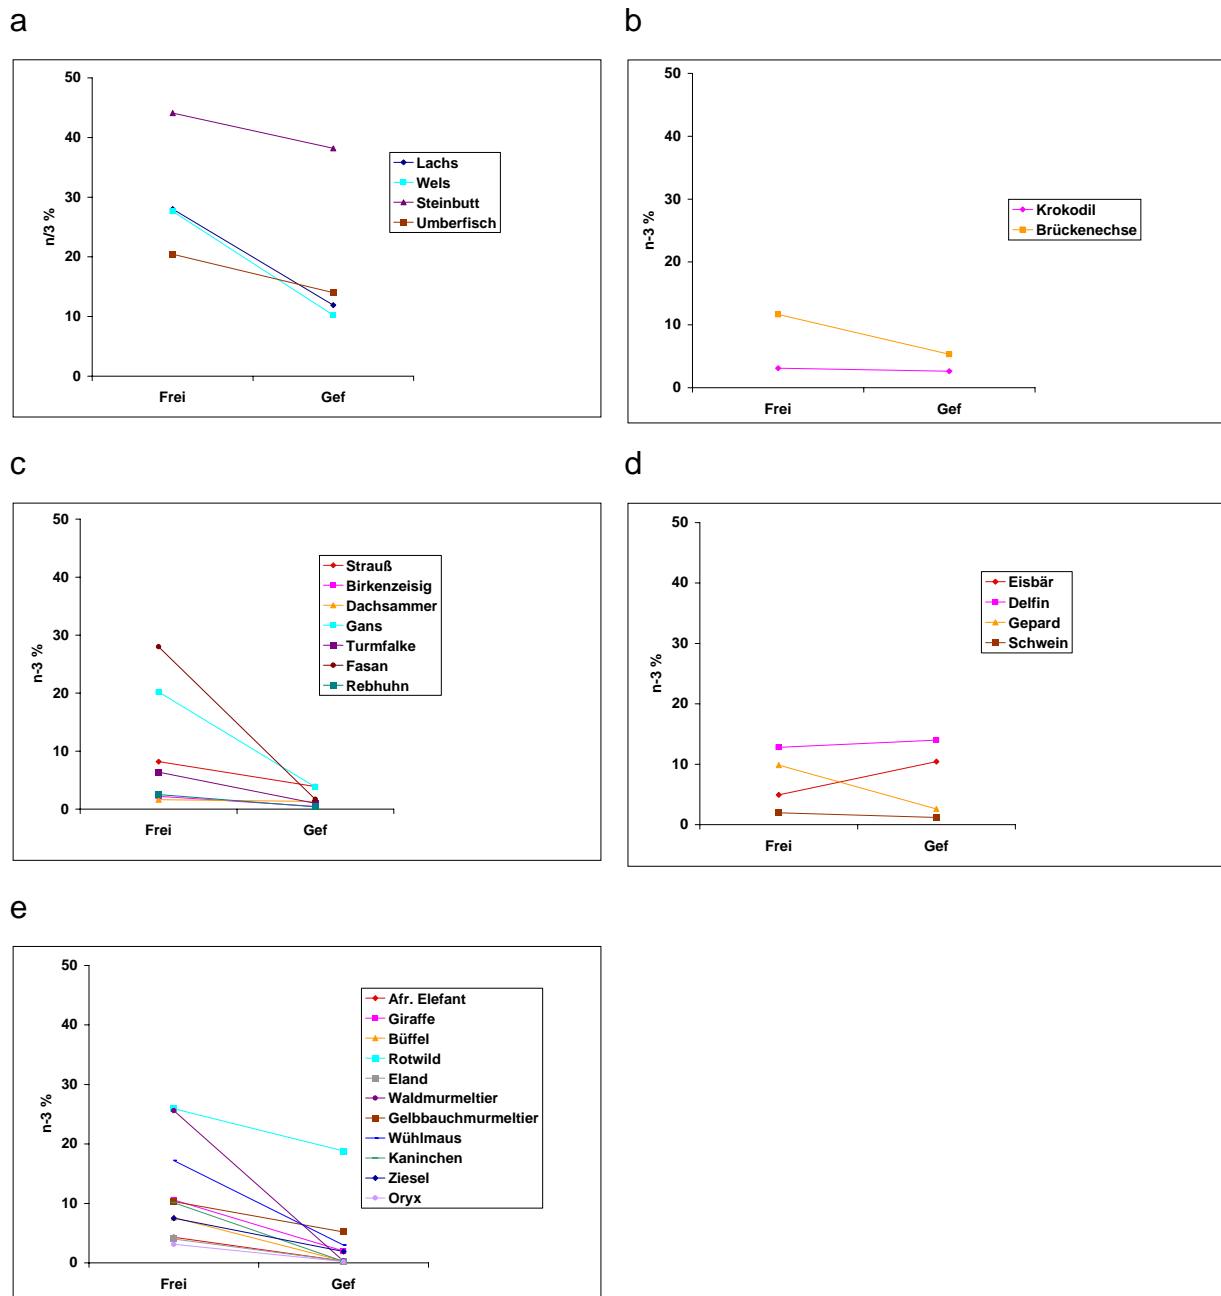 a
50
40
30
20
10
0
n/3 %
Frei
Gef
Lachs
Wels
Steinbutt
Umberfisch
b
50
40
30
20
10
0
n-3 %
Frei
Gef
Krokodil
Brückenechse
c
50
40
30
20
10
0
n-3 %
Frei
Gef
Strauß
Birkenzeisig
Dachsammer
Gans
Turmfalke
Fasan
Rebhuhn
d
50
40
30
20
10
0
n-3 %
Frei
Gef
Eisbär
Delfin
Gepard
Schwein
e
50
40
30
20
10
0
n-3 %
Frei
Gef
Afr. Elefant
Giraffe
Büffel
Rotwild
Eland
Waldmurmeltier
Gelbbauchmurmeltier
Wühlmaus
Kaninchen
Ziesel
Oryx